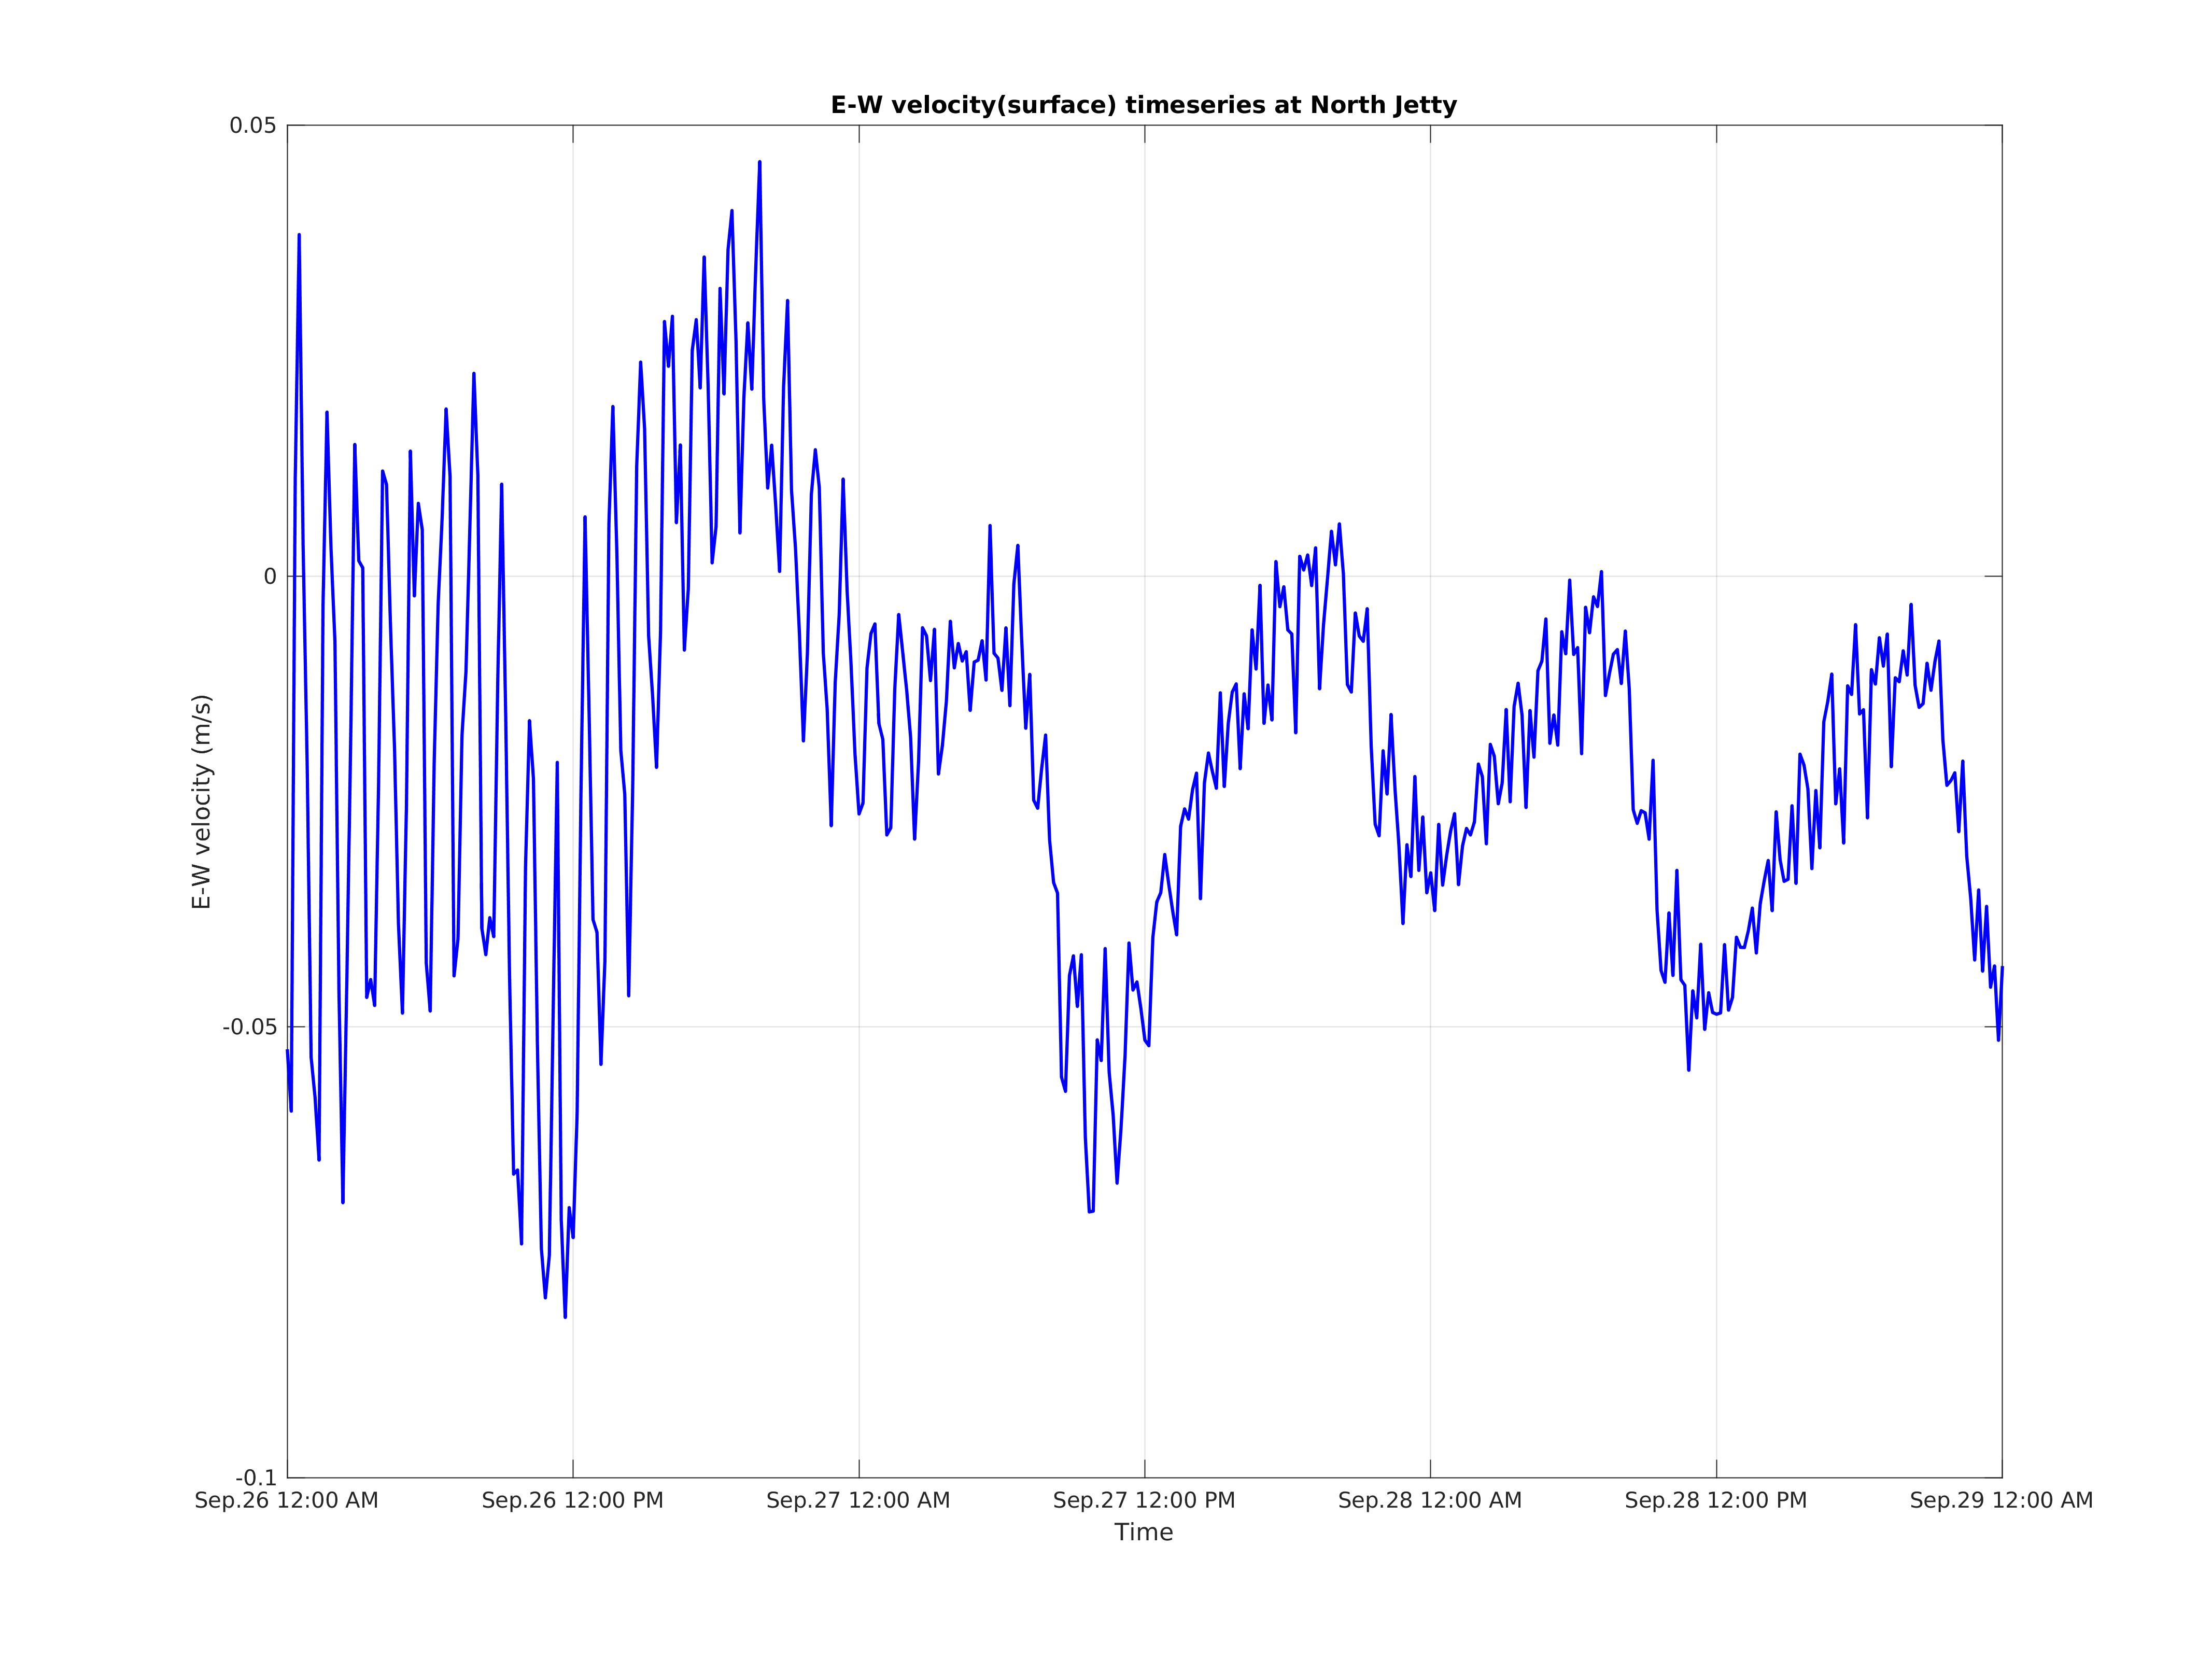 E-W velocity(surface) timeseries at North Jetty
0.05
0
-0.05
-0.1
E-W velocity (m/s)
Sep.26 12:00 AM
Sep.26 12:00 PM
Sep.27 12:00 AM
Sep.27 12:00 PM
Sep.28 12:00 AM
Sep.28 12:00 PM
Sep.29 12:00 AM
Time